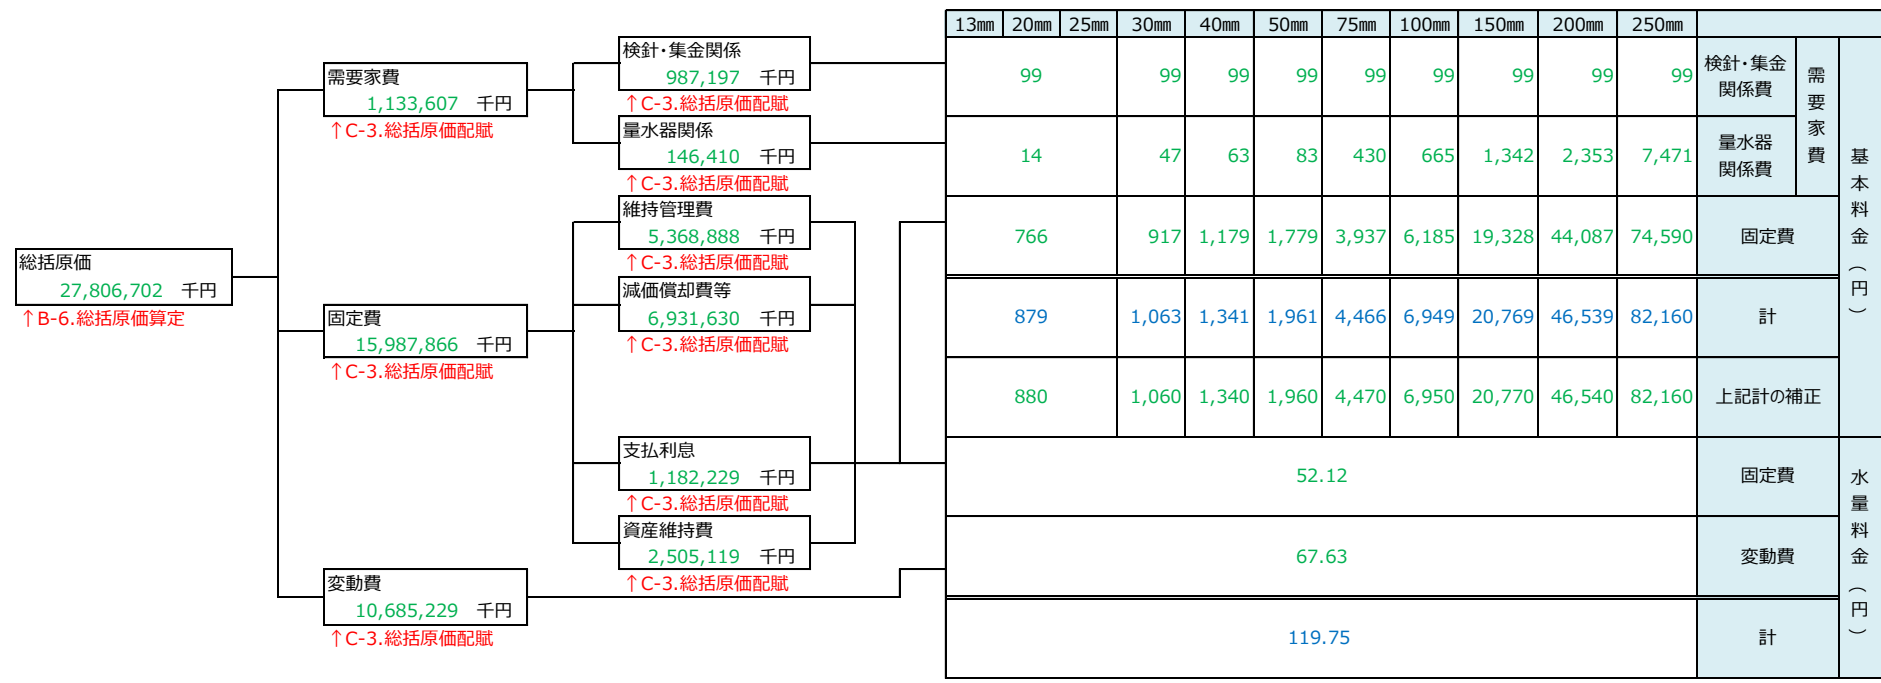 13㎜ 20㎜ 25㎜ 30㎜ 40㎜ 50㎜ 75㎜ 100㎜ 150㎜ 200㎜ 250㎜
総括原価
27,806,702 千円
↑B-6.総括原価算定
需要家費
1,133,607 千円
↑C-3.総括原価配賦
固定費
15,987,866 千円
↑C-3.総括原価配賦
変動費
10,685,229 千円
↑C-3.総括原価配賦
検針・集金関係
987,197 千円
↑C-3.総括原価配賦
量水器関係
146,410 千円
↑C-3.総括原価配賦
維持管理費
5,368,888 千円
↑C-3.総括原価配賦
減価償却費等
6,931,630 千円
↑C-3.総括原価配賦
支払利息
1,182,229 千円
↑C-3.総括原価配賦
資産維持費
2,505,119 千円
↑C-3.総括原価配賦
99 99 99 99 99 99 99 99 99
検針・集金
関係費
14 47 63 83 430 665 1,342 2,353 7,471
量水器
関係費
需要家費
766 917 1,179 1,779 3,937 6,185 19,328 44,087 74,590 固定費
879 1,063 1,341 1,961 4,466 6,949 20,769 46,539 82,160 計
880 1,060 1,340 1,960 4,470 6,950 20,770 46,540 82,160 上記計の補正
基本料金（円）
52.12 固定費
67.63 変動費
119.75 計
水量料金（円）